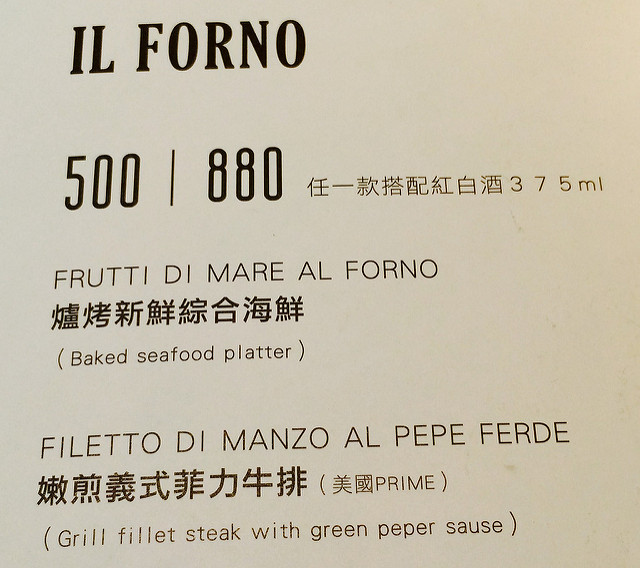 IL FORNO
500 | 880 任一款搭配紅白酒375ml
FRUTTI DI MARE AL FORNO
爐烤新鮮綜合海鮮
(Baked seafood platter)
FILETTO DI MANZO AL PEPE FERDE
嫩煎義式菲力牛排(美國PRIME)
(Grill fillet steak with green peper sause)